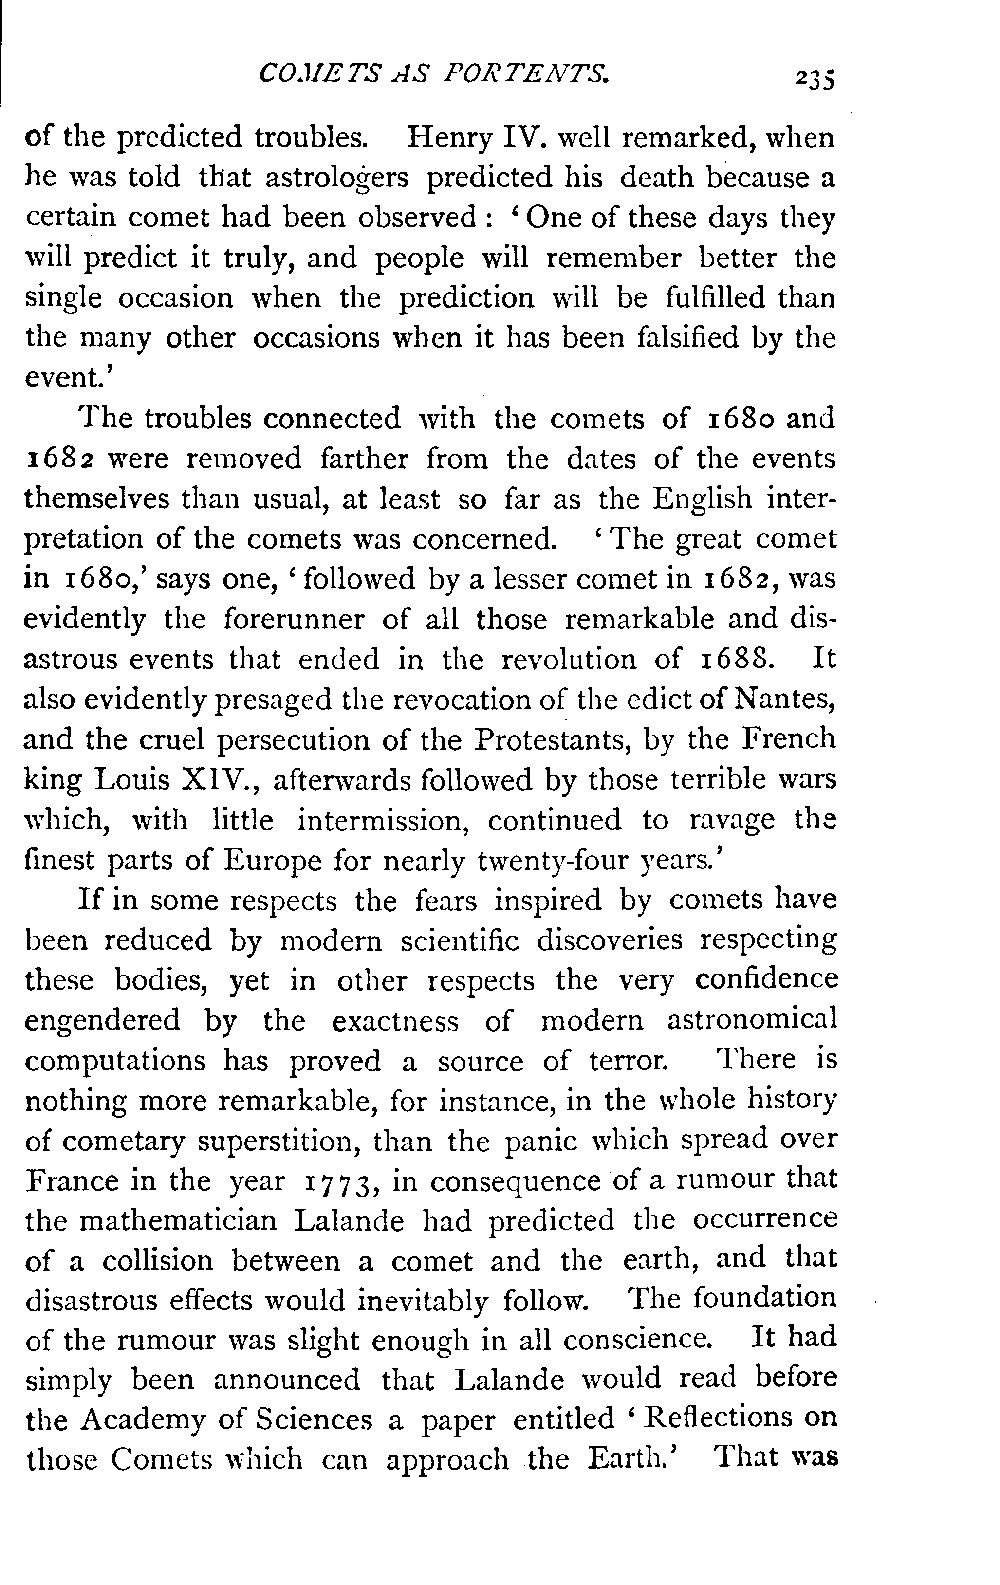 COMETS AS PORTENTS. 235
of the predicted troubles. Henry IV. well remarked, when
he was told that astrologers predicted his death because a
certain comet had been observed : ‘ One of these days they
will predict it truly, and people will remember better the
single occasion when the prediction will be fulfilled than
the many other occasions when it has been falsified by the
event.’
The troubles connected with the comets of 1680 and
1682 were removed farther from the dates of the events
themselves than usual, at least so far as the English inter-
pretation of the comets was concerned. ‘ The great comet
in 1680,’ says one, ‘ followed by a lesser comet in 1682, was
evidently the forerunner of all those remarkable and dis-
astrous events that ended in the revolution of 1688. It
also evidently presaged the revocation of the edict of Nantes,
and the cruel persecution of the Protestants, by the French
king Louis XIV., afterwards followed by those terrible wars
which, with little intermission, continued to ravage the
finest parts of Europe for nearly twenty-four years.’
If in some respects the fears inspired by comets have
been reduced by modern scientific discoveries respecting
these bodies, yet in other respects the very confidence
engendered by the exactness of modern astronomical
computations has proved a source of terror. There is
nothing more remarkable, for instance, in the whole history
of cometary superstition, than the panic which spread over
France in the year 1773, in consequence of a rumour that
the mathematician Lalande had predicted the occurrence
of a collision between a comet and the earth, and that
disastrous effects would inevitably follow. The foundation
of the rumour was slight enough in all conscience. It had
simply been announced that Lalande would read before
the Academy of Sciences a paper entitled ‘ Reflections on
those Comets which can approach the Earth.’ That was